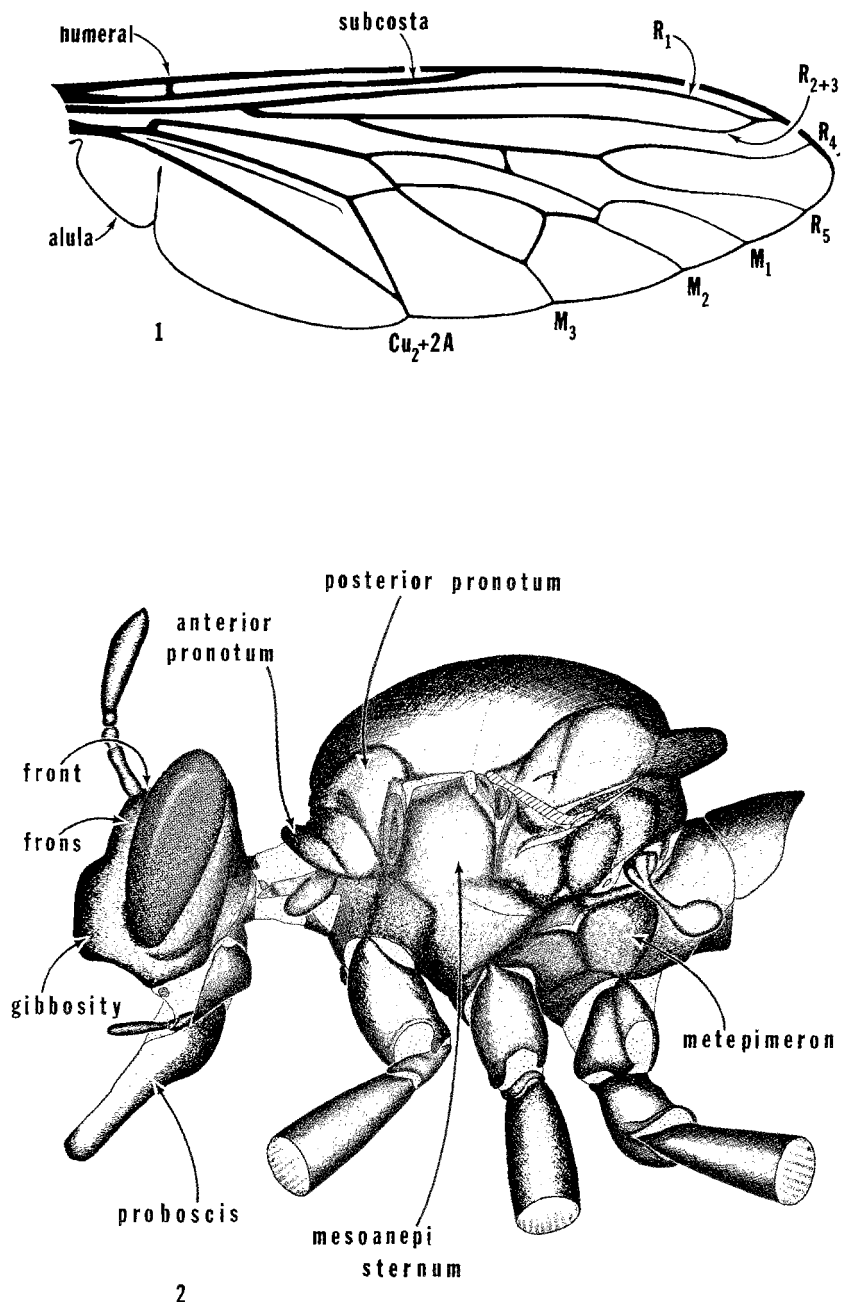 humeral
subcosta
R1
R2+3
R4
alula
R5
M1
M2
M3
Cu2+2A
1
posterior pronotum
anterior
pronotum
front
frons
gibbosity
metepimeron
proboscis
mesoanepi
sternum
2